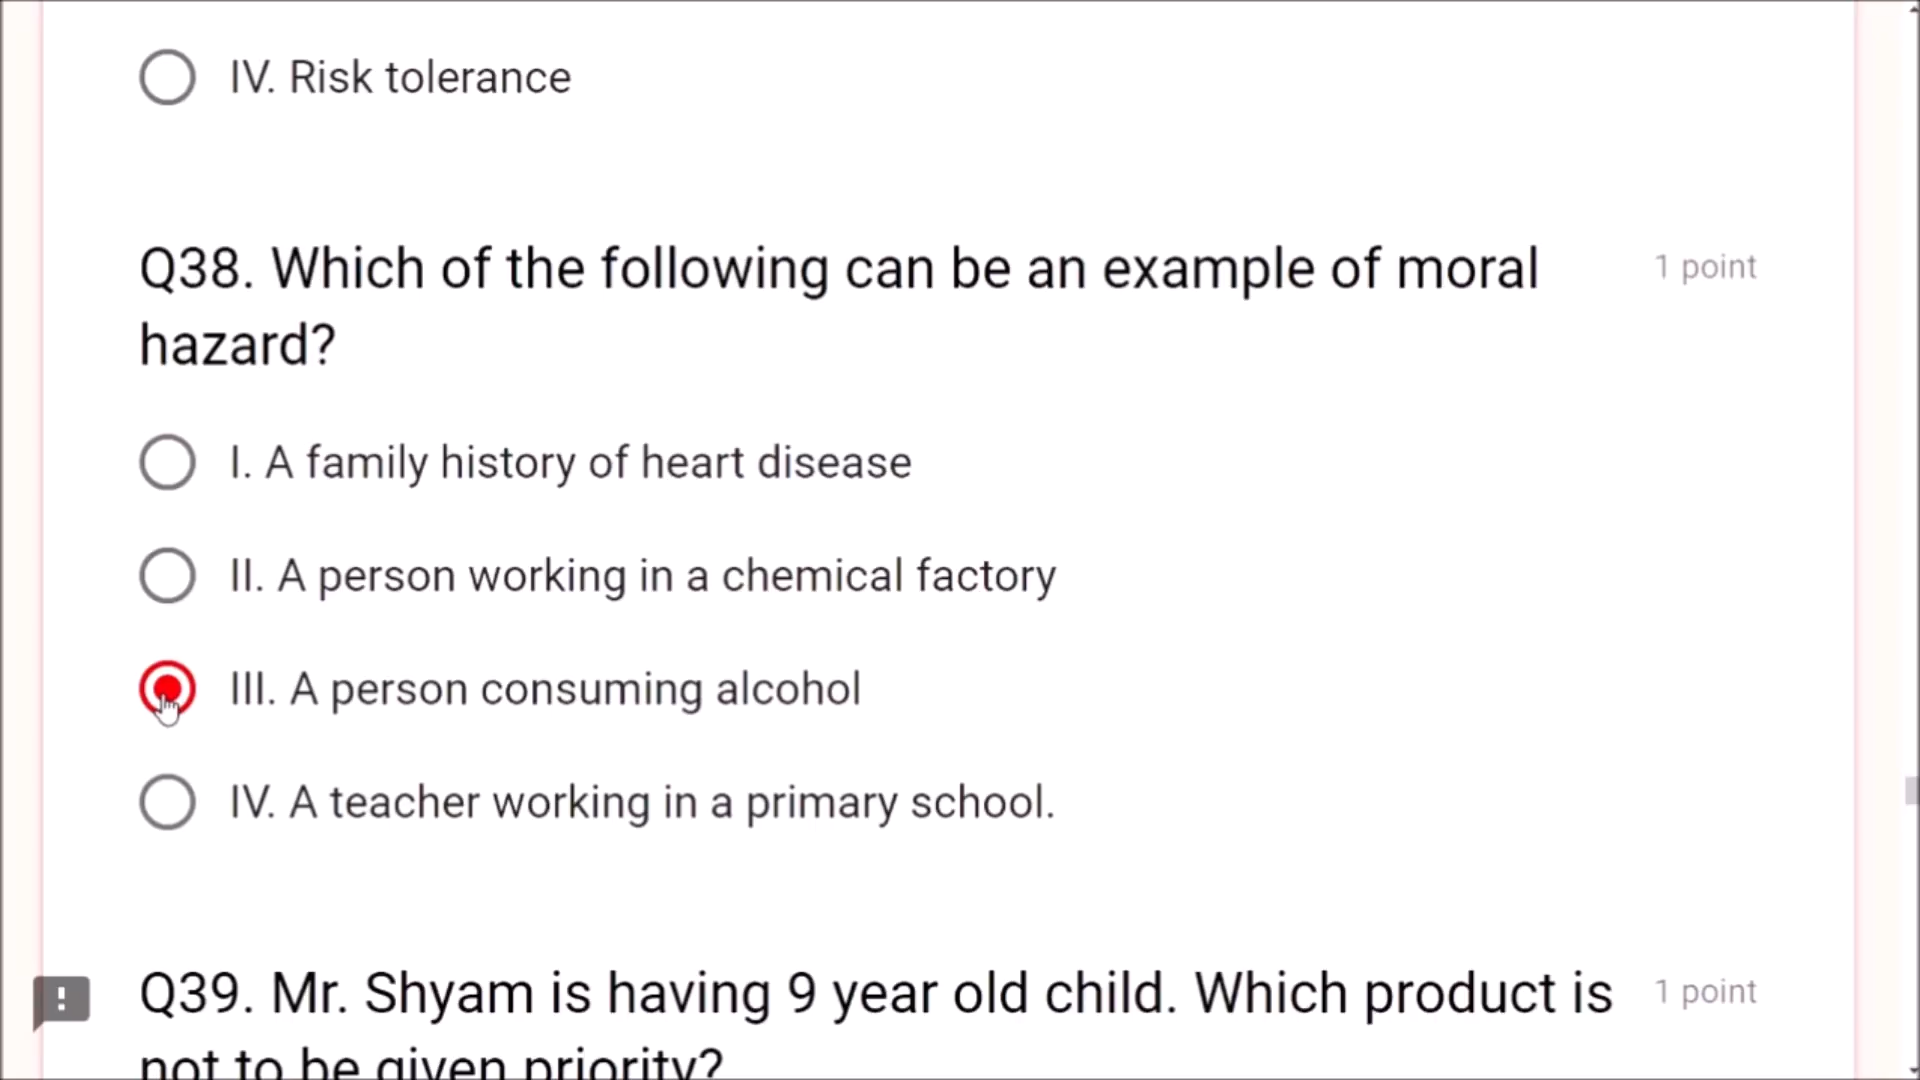 IV. Risk tolerance
Q38. Which of the following can be an example of moral
hazard?
1 point
I. A family history of heart disease
II. A person working in a chemical factory
III. A person consuming alcohol
IV. A teacher working in a primary school.
Q39. Mr. Shyam is having 9 year old child. Which product is
not to be given priority?
1 point